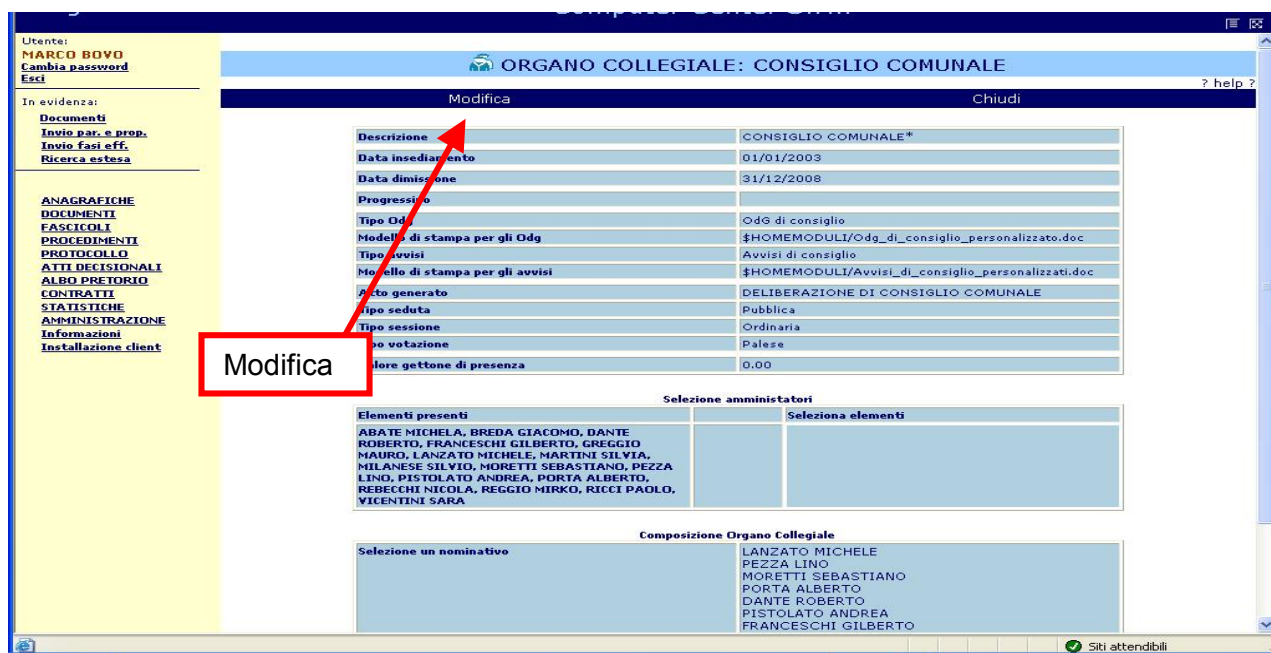 Utente:
MARCO BOVO
Cambia password
Esci
In evidenza:
Documenti
Invio par. e prop.
Invio fasi eff.
Ricerca estesa
ANAGRAFICHE
DOCUMENTI
FASCICOLI
PROCEDIMENTI
PROTOCOLLO
ATTI DECISIONALI
ALBO PRETORIO
CONTRATTI
STATISTICHE
AMMINISTRAZIONE
Informazioni
Installazione client
ORGANO COLLEGIALE: CONSIGLIO COMUNALE
? help ?
Modifica Chiudi
Descrizione CONSIGLIO COMUNALE*
Data insediamento 01/01/2003
Data dimissione 31/12/2008
Progressivo
Tipo Odg OdG di consiglio
Modello di stampa per gli Odg $HOMEMODULI/Odg_di_consiglio_personalizzato.doc
Tipo avvisi Avvisi di consiglio
Modello di stampa per gli avvisi $HOMEMODULI/Avvisi_di_consiglio_personalizzati.doc
Atto generato DELIBERAZIONE DI CONSIGLIO COMUNALE
Tipo seduta Pubblica
Tipo sessione Ordinaria
Tipo votazione Palese
Valore gettone di presenza 0.00
Modifica
Selezione amministatori
Elementi presenti Seleziona elementi
ABATE MICHELA, BREDA GIACOMO, DANTE
ROBERTO, FRANCESCHI GILBERTO, GREGGIO
MAURO, LANZATO MICHELE, MARTINI SILVIA,
MILANESE SILVIO, MORETTI SEBASTIANO, PEZZA
LINO, PISTOLATO ANDREA, PORTA ALBERTO,
REBECCHI NICOLA, REGGIO MIRKO, RICCI PAOLO,
VICENTINI SARA
Composizione Organo Collegiale
Selezione un nominativo LANZATO MICHELE
PEZZA LINO
MORETTI SEBASTIANO
PORTA ALBERTO
DANTE ROBERTO
PISTOLATO ANDREA
FRANCESCHI GILBERTO
Siti attendibili